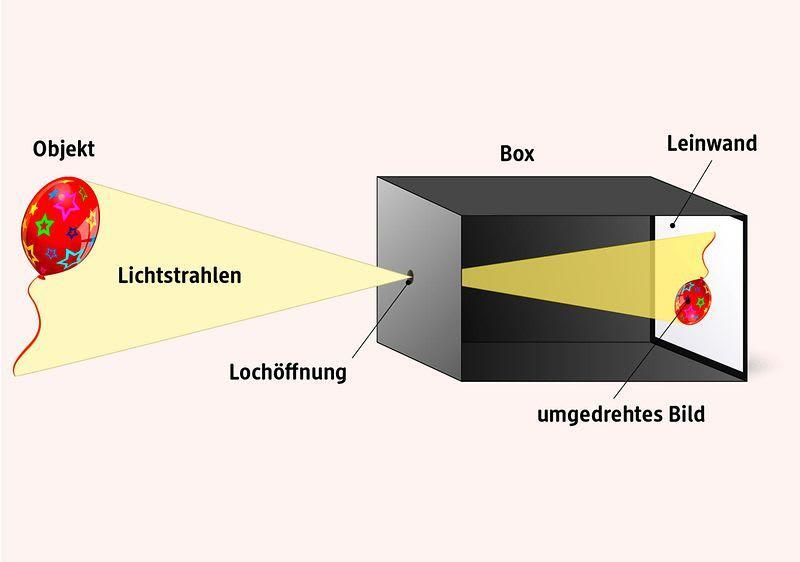 Objekt
Box
Leinwand
Lichtstrahlen
Lochöffnung
umgedrehtes Bild